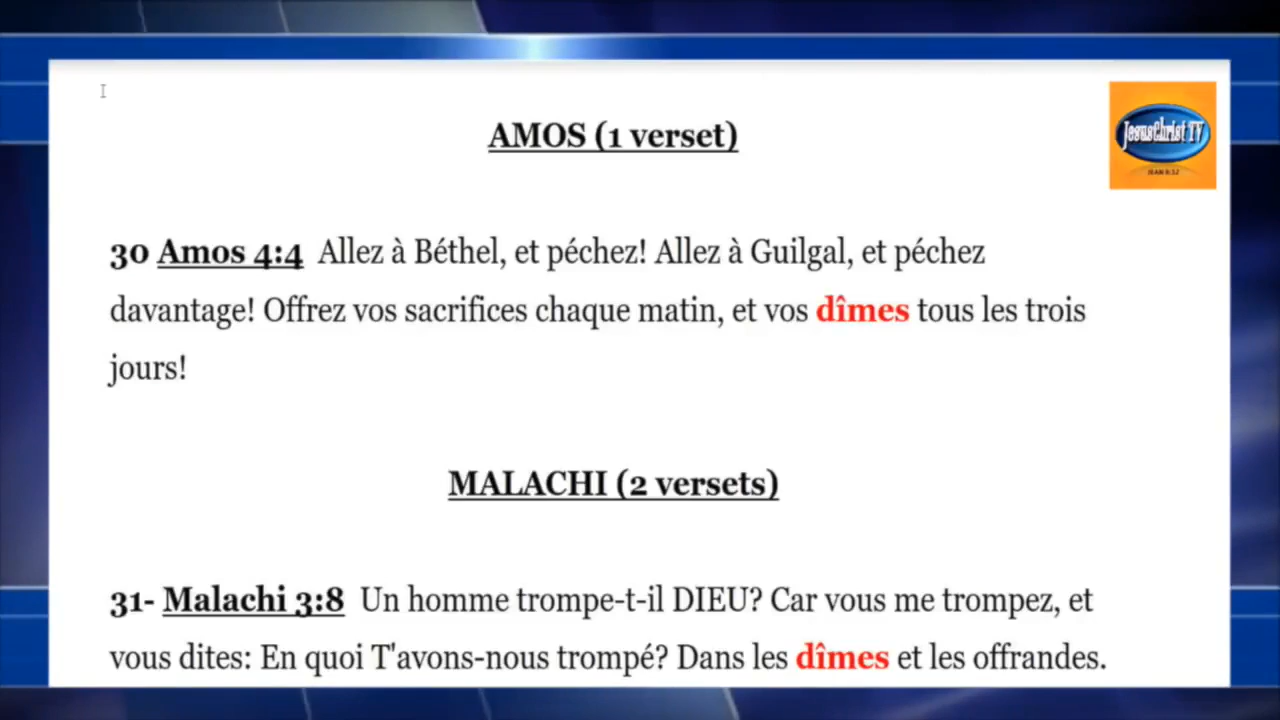 AMOS (1 verset)
JesusChrist TV
JEAN 8:12
30 Amos 4:4 Allez à Béthel, et péchez! Allez à Guilgal, et péchez
davantage! Offrez vos sacrifices chaque matin, et vos dîmes tous les trois
jours!
MALACHI (2 versets)
31- Malachi 3:8 Un homme trompe-t-il DIEU? Car vous me trompez, et
vous dites: En quoi T'avons-nous trompé? Dans les dîmes et les offrandes.